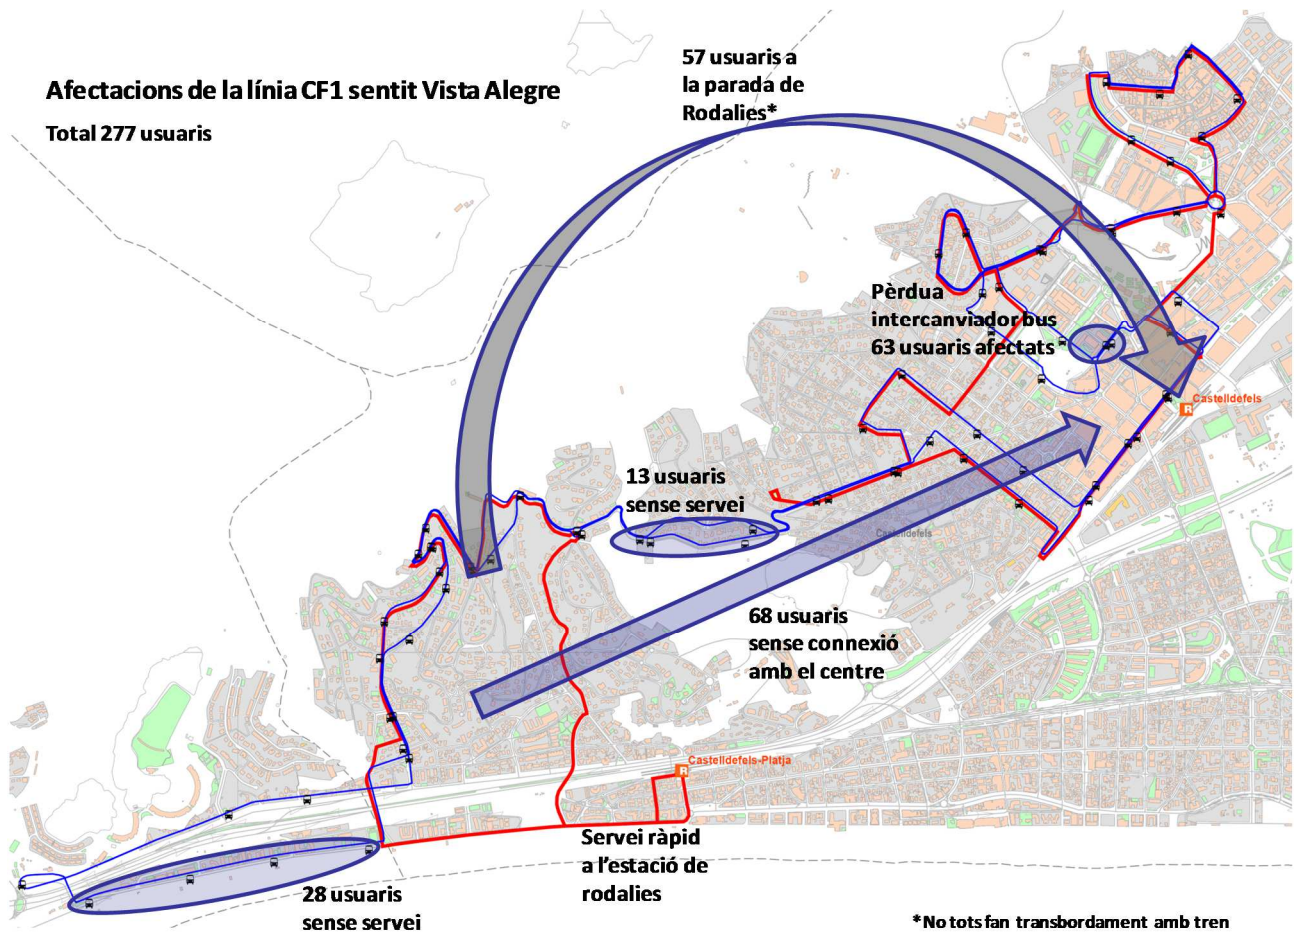 Afectacions de la línia CF1 sentit Vista Alegre
Total 277 usuaris
57 usuaris a
la parada de
Rodalies*
Pèrdua
intercanviador bus
63 usuaris afectats
R Castelldefels
13 usuaris
sense servei
Castelldefels
68 usuaris
sense connexió
amb el centre
R Castelldefels-Platja
Servei ràpid
a l'estació de
rodalies
28 usuaris
sense servei
*No tots fan transbordament amb tren